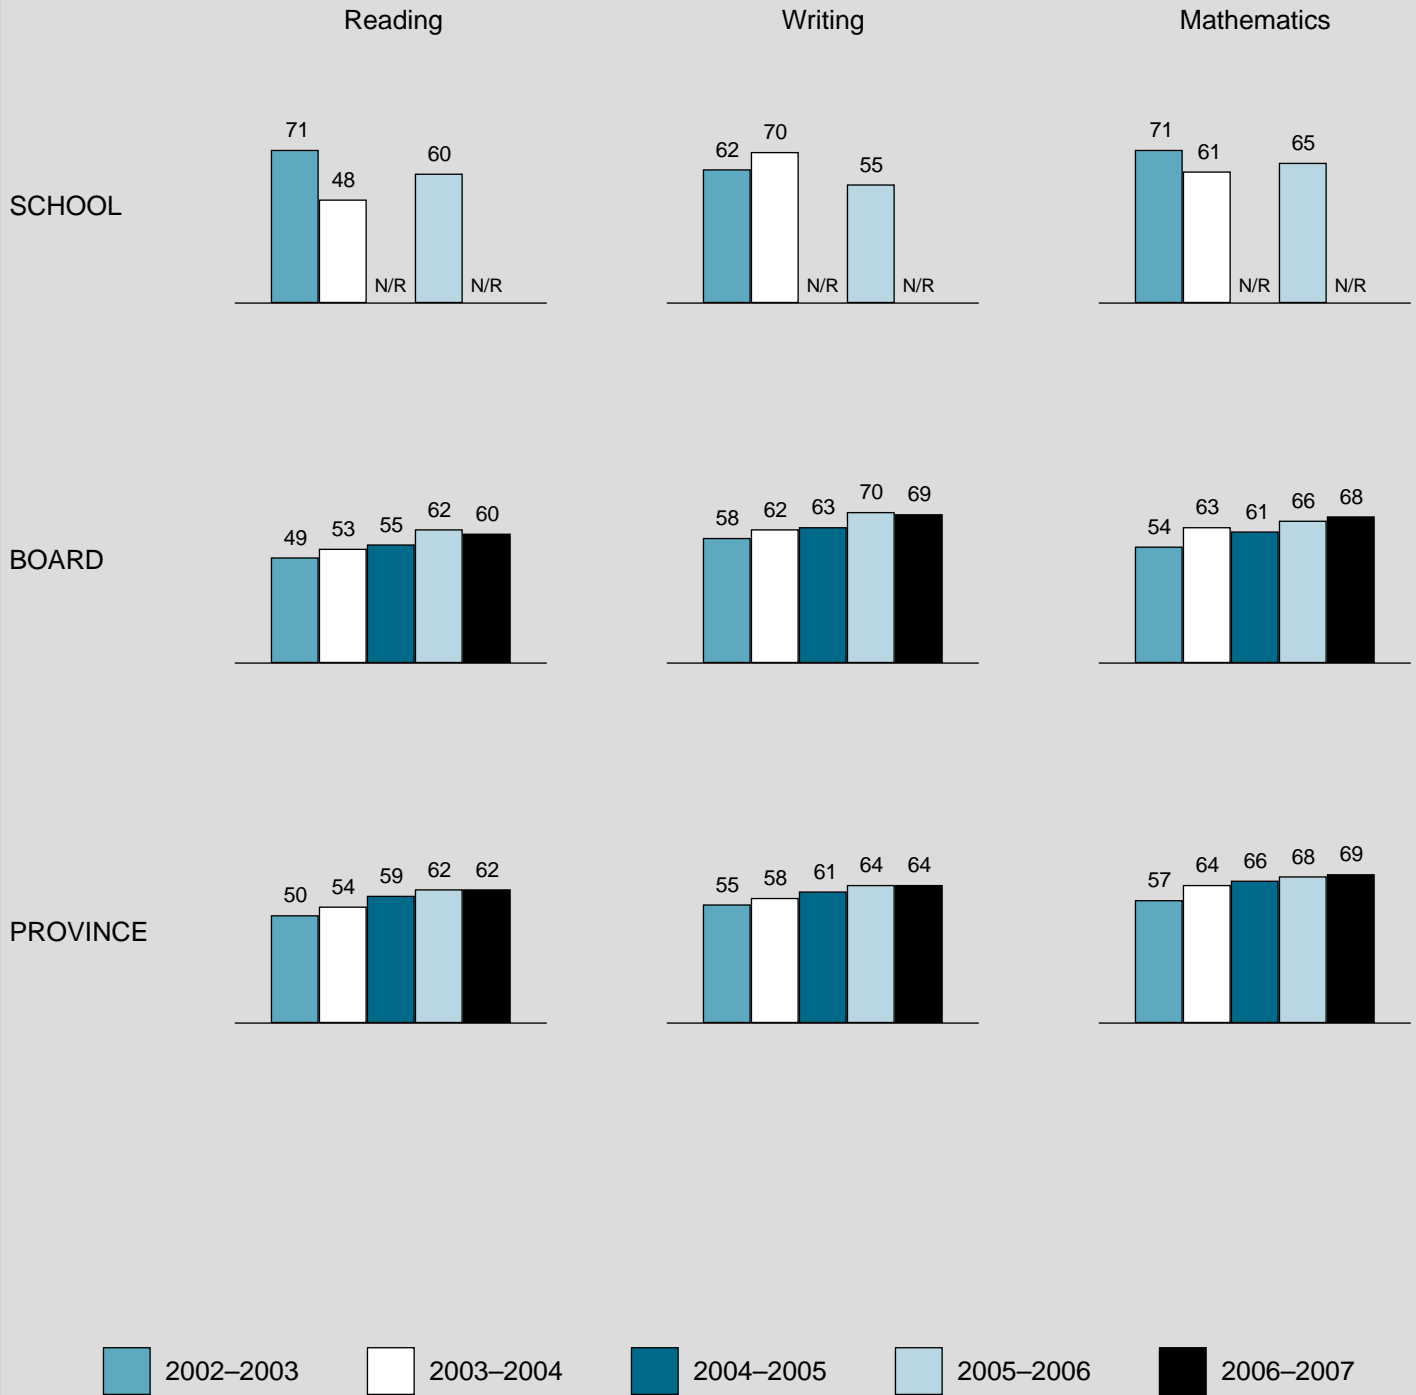 Reading Writing Mathematics
SCHOOL
71 48 N/R 60 N/R
62 70 N/R 55 N/R
71 61 N/R 65 N/R
BOARD
49 53 55 62 60
58 62 63 70 69
54 63 61 66 68
PROVINCE
50 54 59 62 62
55 58 61 64 64
57 64 66 68 69
2002–2003 2003–2004 2004–2005 2005–2006 2006–2007